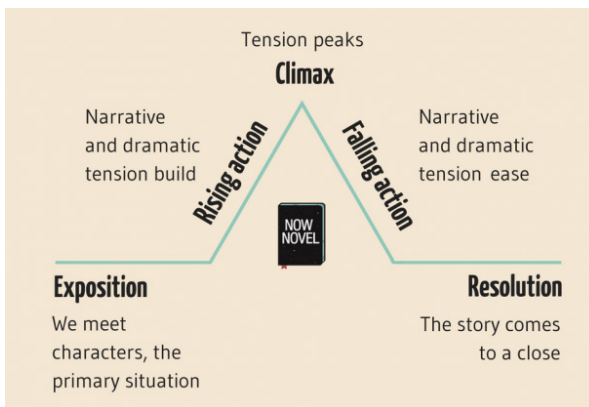 Tension peaks
Climax
Narrative
and dramatic
tension build
Rising action
Falling action
Narrative
and dramatic
tension ease
NOW
NOVEL
Exposition
We meet
characters, the
primary situation
Resolution
The story comes
to a close